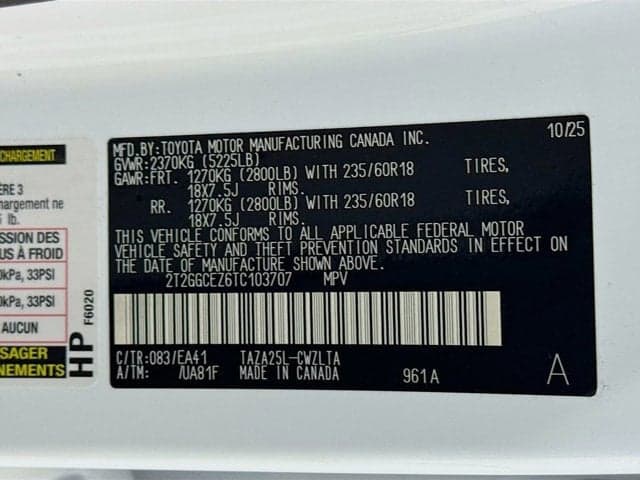 CHARGEMENT
ÈRE 3
hargement ne
lb.
SSION DES
US À FROID
0kPa, 33PSI
0kPa, 33PSI
AUCUN
SAGER
NEMENTS
HP
F6020
MFD.BY:TOYOTA MOTOR MANUFACTURING CANADA INC. 10/25
GVWR:2370KG (5225LB)
GAWR:FRT. 1270KG (2800LB) WITH 235/60R18 TIRES,
18X7.5J RIMS.
RR. 1270KG (2800LB) WITH 235/60R18 TIRES,
18X7.5J RIMS.
THIS VEHICLE CONFORMS TO ALL APPLICABLE FEDERAL MOTOR
VEHICLE SAFETY AND THEFT PREVENTION STANDARDS IN EFFECT ON
THE DATE OF MANUFACTURE SHOWN ABOVE.
2T2GGCEZ6TC103707 MPV
C/TR:083/EA41 TAZA25L-CWZLTA
A/TM: /UA81F MADE IN CANADA 961A A